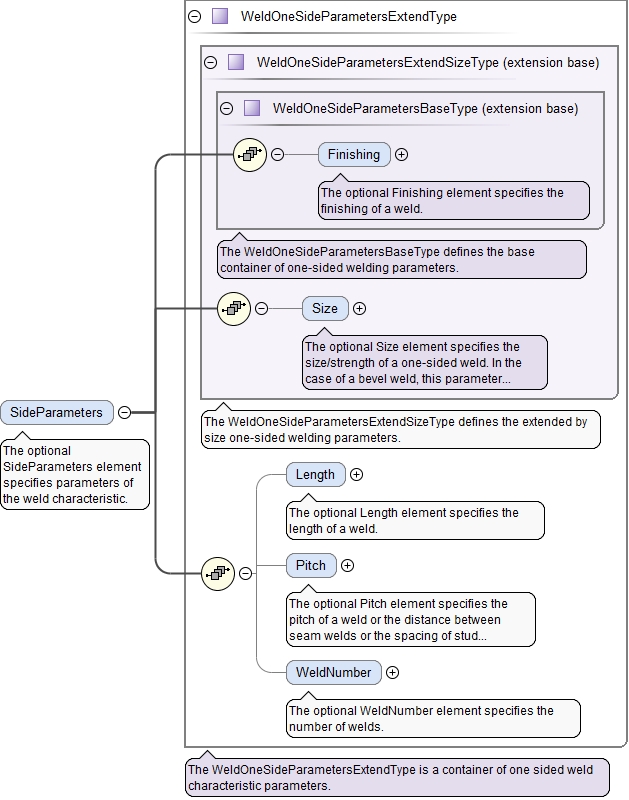 WeldOneSideParametersExtendType
WeldOneSideParametersExtendSizeType (extension base)
WeldOneSideParametersBaseType (extension base)
Finishing
The optional Finishing element specifies the
finishing of a weld.
The WeldOneSideParametersBaseType defines the base
container of one-sided welding parameters.
Size
The optional Size element specifies the
size/strength of a one-sided weld. In the
case of a bevel weld, this parameter...
SideParameters
The optional
SideParameters element
specifies parameters of
the weld characteristic.
The WeldOneSideParametersExtendSizeType defines the extended by
size one-sided welding parameters.
Length
The optional Length element specifies the
length of a weld.
Pitch
The optional Pitch element specifies the
pitch of a weld or the distance between
seam welds or the spacing of stud...
WeldNumber
The optional WeldNumber element specifies the
number of welds.
The WeldOneSideParametersExtendType is a container of one sided weld
characteristic parameters.